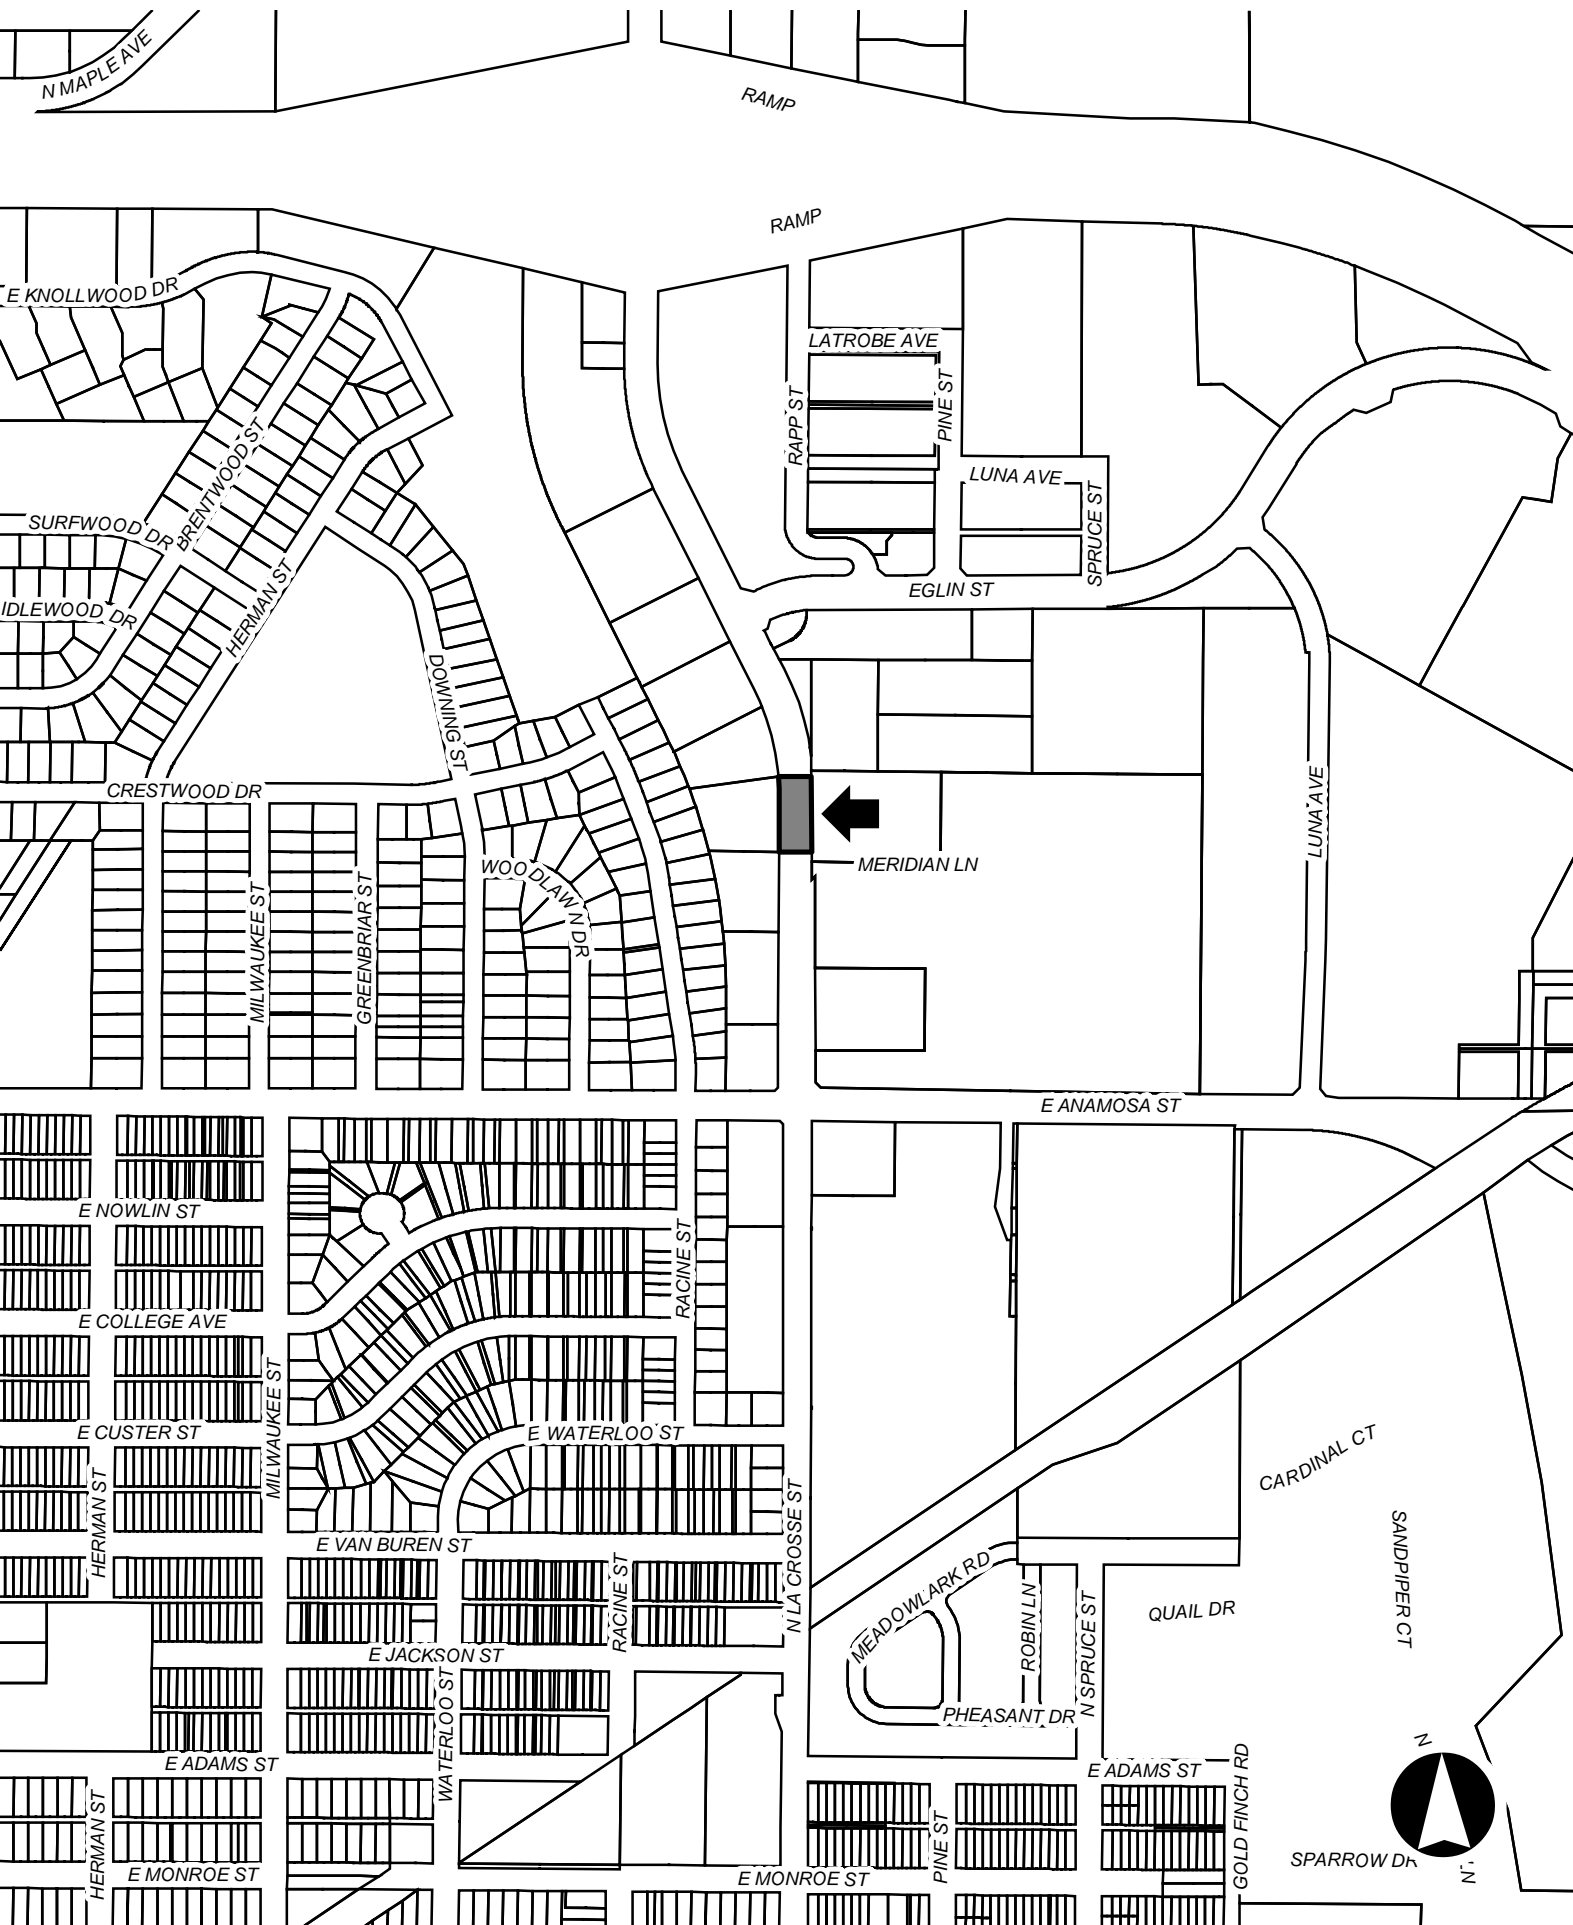 N MAPLE AVE
RAMP
RAMP
E KNOLLWOOD DR
LATROBE AVE
PINE ST
RAPP ST
BRENTWOOD ST
LUNA AVE
SPRUCE ST
SURFWOOD DR
HERMAN ST
EGLIN ST
IDLEWOOD DR
DOWNING ST
CRESTWOOD DR
LUNA AVE
MERIDIAN LN
WOODLAWN DR
MILWAUKEE ST
GREENBRIAR ST
E ANAMOSA ST
E NOWLIN ST
RACINE ST
E COLLEGE AVE
MILWAUKEE ST
E CUSTER ST
E WATERLOO ST
CARDINAL CT
HERMAN ST
N LA CROSSE ST
SANDPIPER CT
E VAN BUREN ST
RACINE ST
MEADOWLARK RD
ROBIN LN
N SPRUCE ST
QUAIL DR
E JACKSON ST
WATERLOO ST
PHEASANT DR
E ADAMS ST
E ADAMS ST
N
GOLD FINCH RD
HERMAN ST
PINE ST
E MONROE ST
E MONROE ST
SPARROW DR